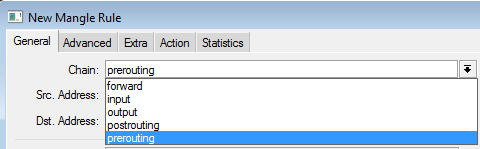 New Mangle Rule
General Advanced Extra Action Statistics
Chain: prerouting
forward
Src. Address: input
output
Dst. Address: postrouting
prerouting